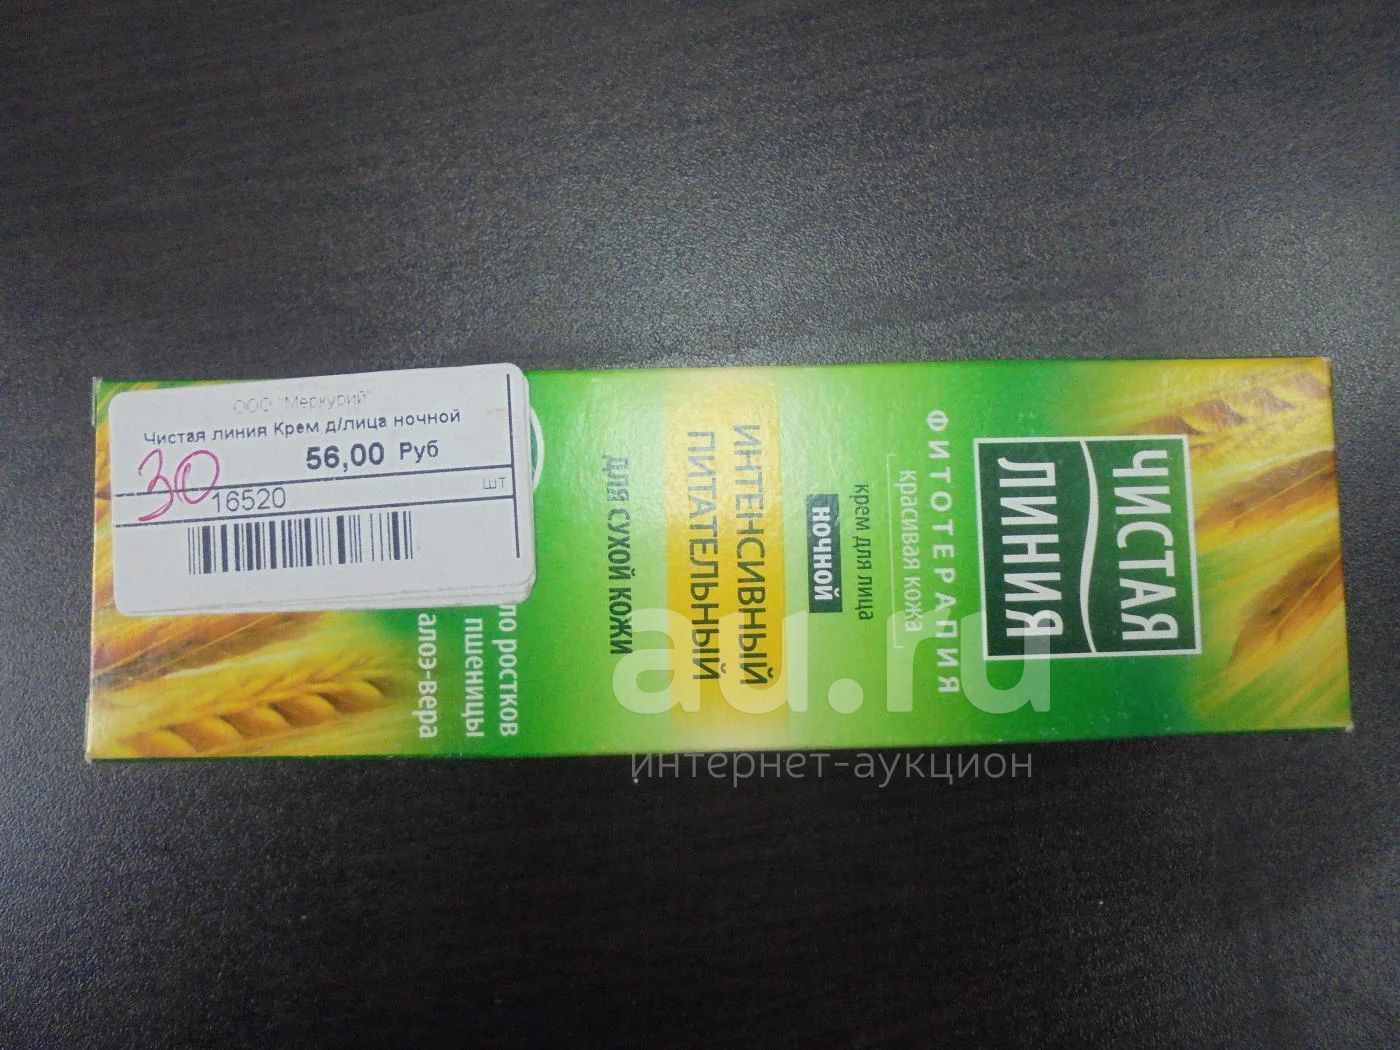 ООО "Меркурий"
Чистая линия Крем д/лица ночной
56,00 Руб
30
16520
шт
ЧИСТАЯ
ЛИНИЯ
ФИТОТЕРАПИЯ
красивая кожа
крем для лица
ночной
ИНТЕНСИВНЫЙ
ПИТАТЕЛЬНЫЙ
для сухой кожи
ло ростков
пшеницы
алоэ-вера
au.ru
интернет-аукцион